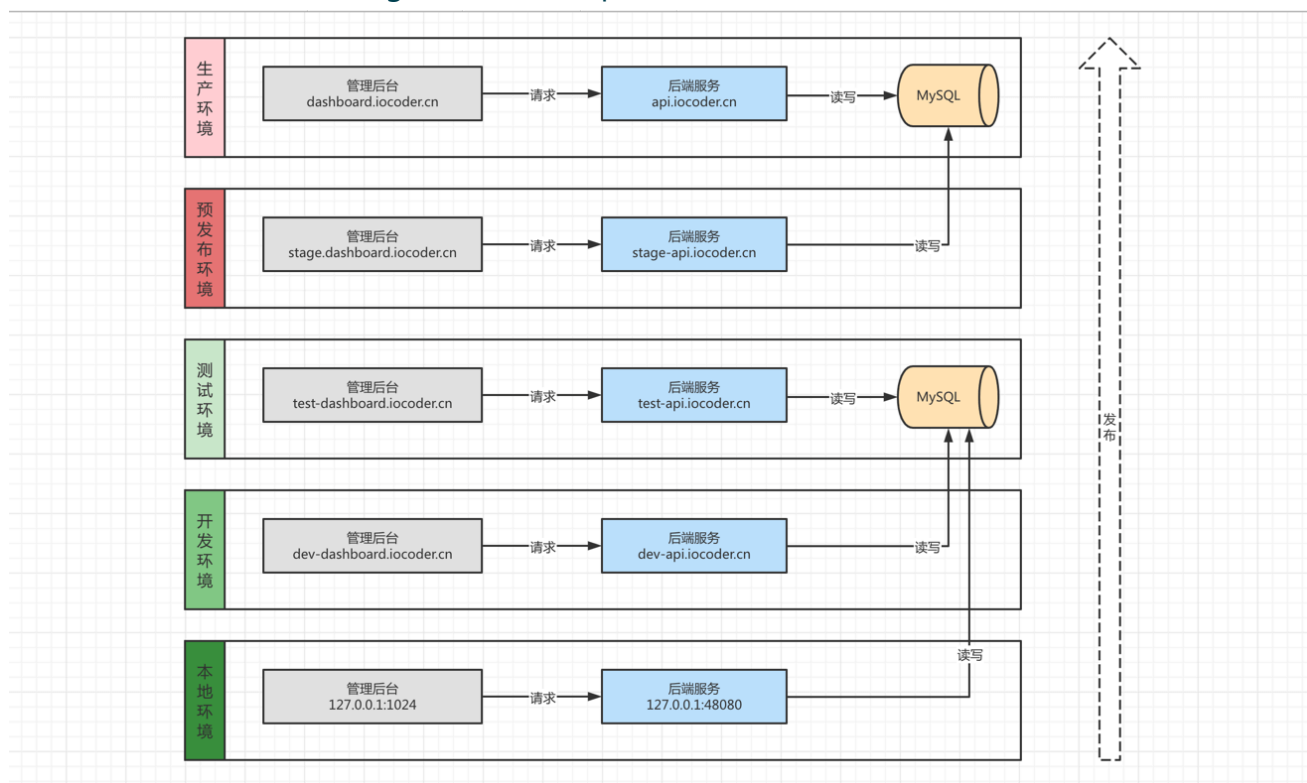 生产环境
管理后台
dashboard.iocoder.cn
请求
后端服务
api.iocoder.cn
读写
MySQL
预发布环境
管理后台
stage.dashboard.iocoder.cn
请求
后端服务
stage-api.iocoder.cn
读写
测试环境
管理后台
test-dashboard.iocoder.cn
请求
后端服务
test-api.iocoder.cn
读写
MySQL
发布
开发环境
管理后台
dev-dashboard.iocoder.cn
请求
后端服务
dev-api.iocoder.cn
读写
本地环境
管理后台
127.0.0.1:1024
请求
后端服务
127.0.0.1:48080
读写